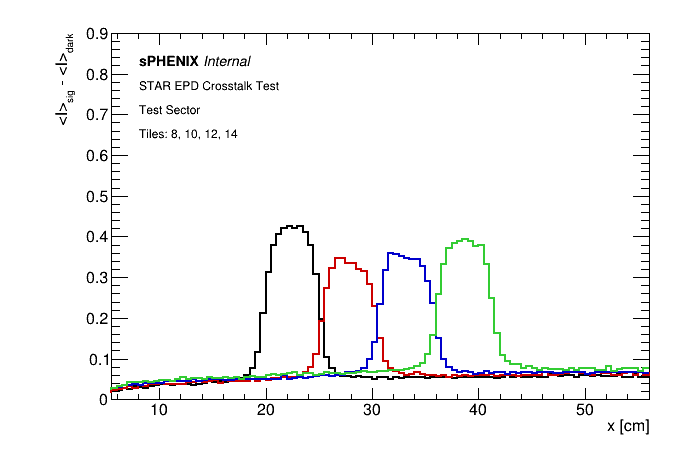 <I>sig - <I>dark
0.9
0.8
0.7
0.6
0.5
0.4
0.3
0.2
0.1
0
sPHENIX Internal
STAR EPD Crosstalk Test
Test Sector
Tiles: 8, 10, 12, 14
10 20 30 40 50
x [cm]